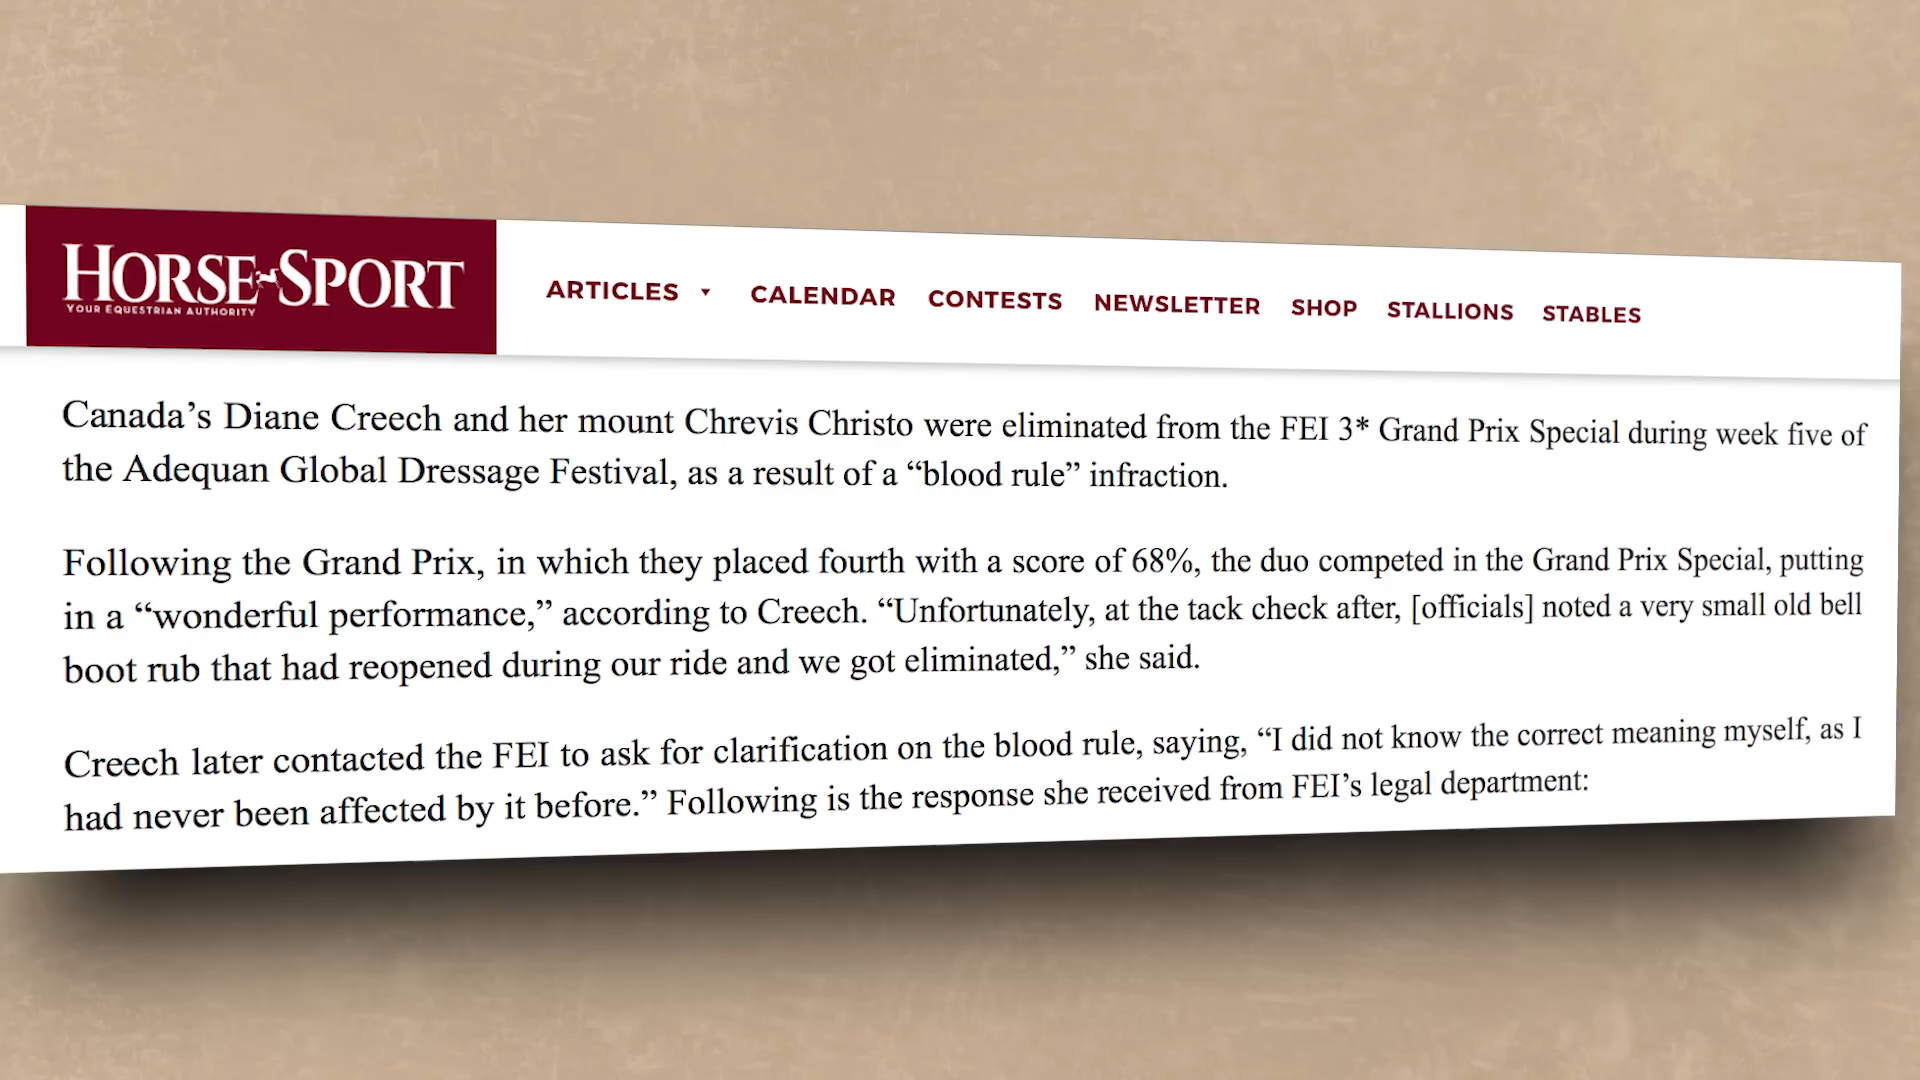 HORSE SPORT
YOUR EQUESTRIAN AUTHORITY
ARTICLES ▼ CALENDAR CONTESTS NEWSLETTER SHOP STALLIONS STABLES
Canada’s Diane Creech and her mount Chrevis Christo were eliminated from the FEI 3* Grand Prix Special during week five of
the Adequan Global Dressage Festival, as a result of a “blood rule” infraction.
Following the Grand Prix, in which they placed fourth with a score of 68%, the duo competed in the Grand Prix Special, putting
in a “wonderful performance,” according to Creech. “Unfortunately, at the tack check after, [officials] noted a very small old bell
boot rub that had reopened during our ride and we got eliminated,” she said.
Creech later contacted the FEI to ask for clarification on the blood rule, saying, “I did not know the correct meaning myself, as I
had never been affected by it before.” Following is the response she received from FEI’s legal department: